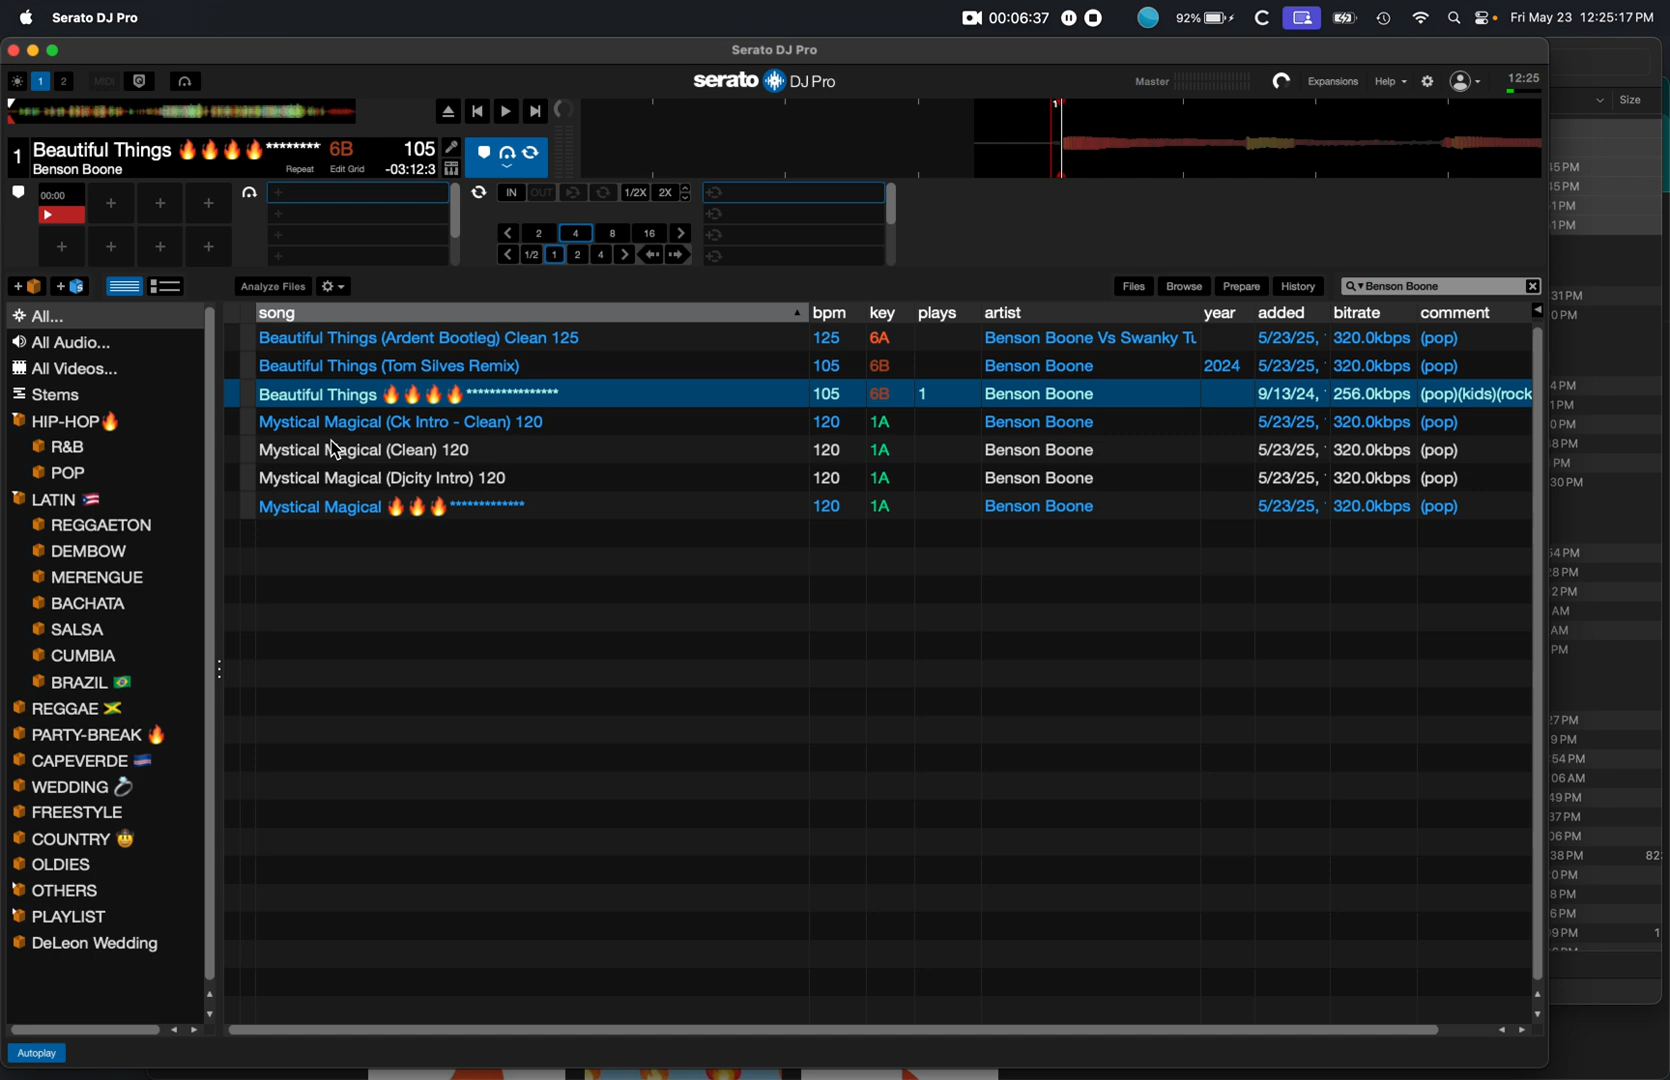 Serato DJ Pro 00:06:37 92% Fri May 23 12:25:17 PM
Serato DJ Pro
1 2 MIDI serato DJ Pro Master Expansions Help 12:25
Size
1 Beautiful Things 🔥🔥🔥🔥******** 6B 105
Benson Boone Repeat Edit Grid -03:12:3
1
00:00 IN OUT 1/2X 2X
2 4 8 16
1/2 1 2 4
Analyze Files Files Browse Prepare History Benson Boone
song bpm key plays artist year added bitrate comment
Beautiful Things (Ardent Bootleg) Clean 125 125 6A Benson Boone Vs Swanky Tu 5/23/25, 320.0kbps (pop)
Beautiful Things (Tom Silves Remix) 105 6B Benson Boone 2024 5/23/25, 320.0kbps (pop)
Beautiful Things 🔥🔥🔥🔥**************** 105 6B 1 Benson Boone 9/13/24, 256.0kbps (pop)(kids)(rock
Mystical Magical (Ck Intro - Clean) 120 120 1A Benson Boone 5/23/25, 320.0kbps (pop)
Mystical Magical (Clean) 120 120 1A Benson Boone 5/23/25, 320.0kbps (pop)
Mystical Magical (Djcity Intro) 120 120 1A Benson Boone 5/23/25, 320.0kbps (pop)
Mystical Magical 🔥🔥🔥************* 120 1A Benson Boone 5/23/25, 320.0kbps (pop)
All...
All Audio...
All Videos...
Stems
HIP-HOP🔥
R&B
POP
LATIN 🇵🇷
REGGAETON
DEMBOW
MERENGUE
BACHATA
SALSA
CUMBIA
BRAZIL 🇧🇷
REGGAE 🇯🇲
PARTY-BREAK 🔥
CAPEVERDE 🇨🇻
WEDDING 💍
FREESTYLE
COUNTRY 🤠
OLDIES
OTHERS
PLAYLIST
DeLeon Wedding
Autoplay